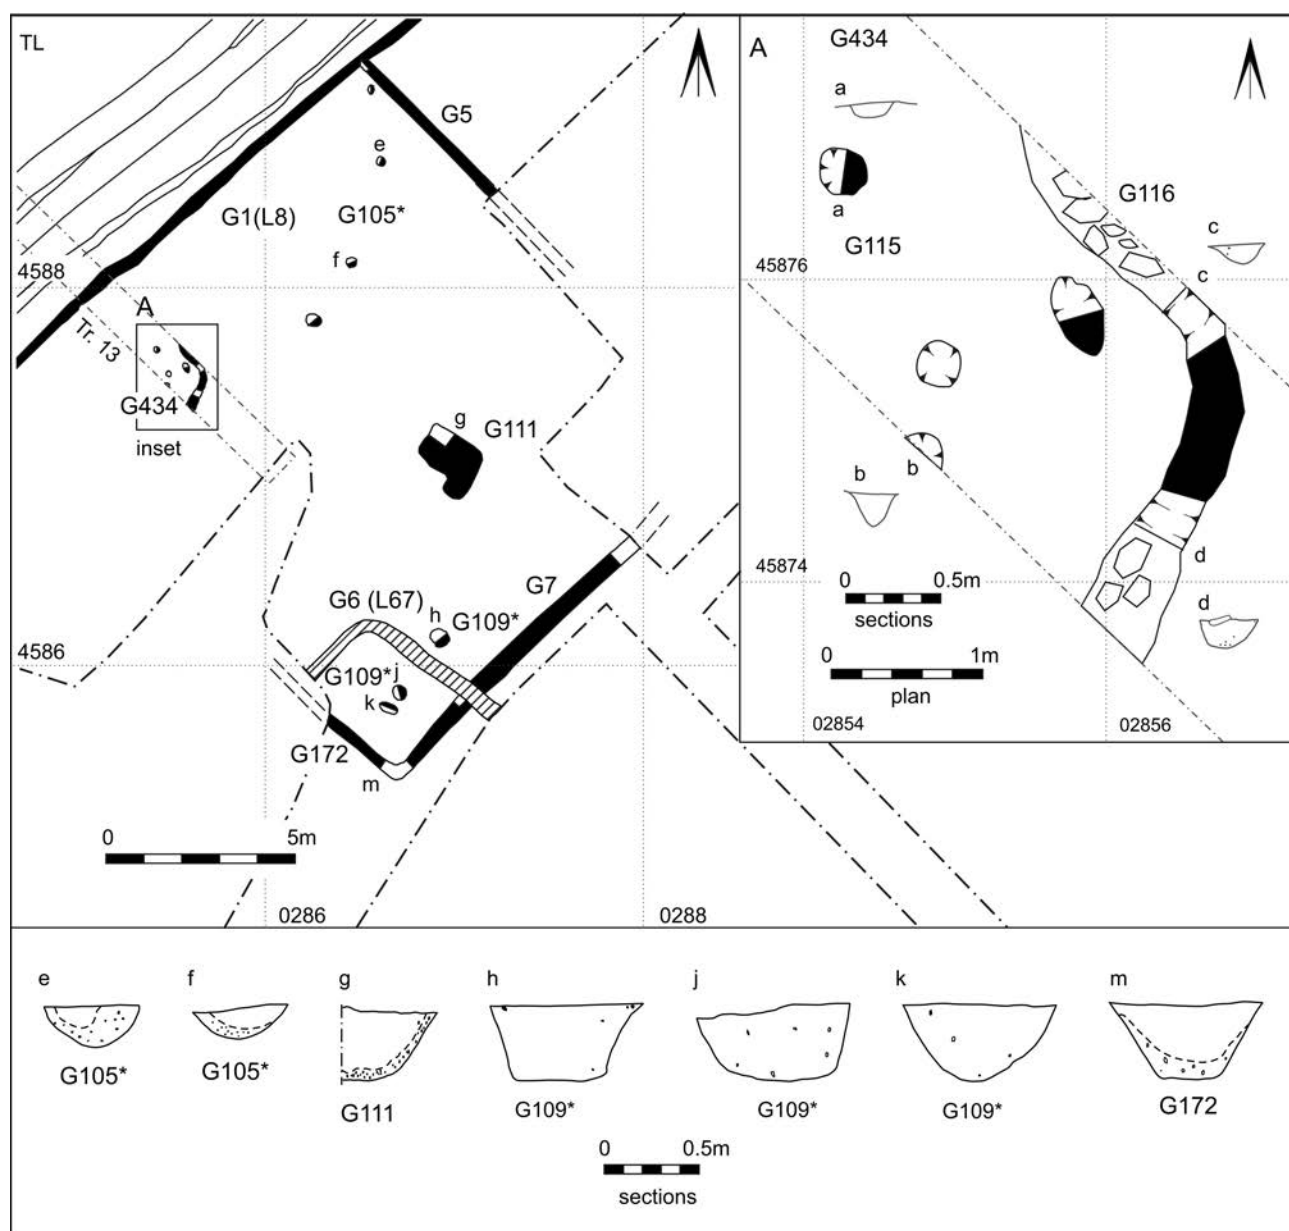 TL
G5
e
G105*
G1(L8)
f
4588
A
Tr. 13
G434
inset
g
G111
G7
G6 (L67)
h
G109*
4586
G109*
j
k
G172
m
0
5m
0286
0288
A
G434
a
a
G115
G116
c
c
45876
b
b
45874
0
0.5m
sections
0
1m
plan
d
d
02854
02856
e
f
g
h
j
k
m
G105*
G105*
G111
G109*
G109*
G109*
G172
0
0.5m
sections